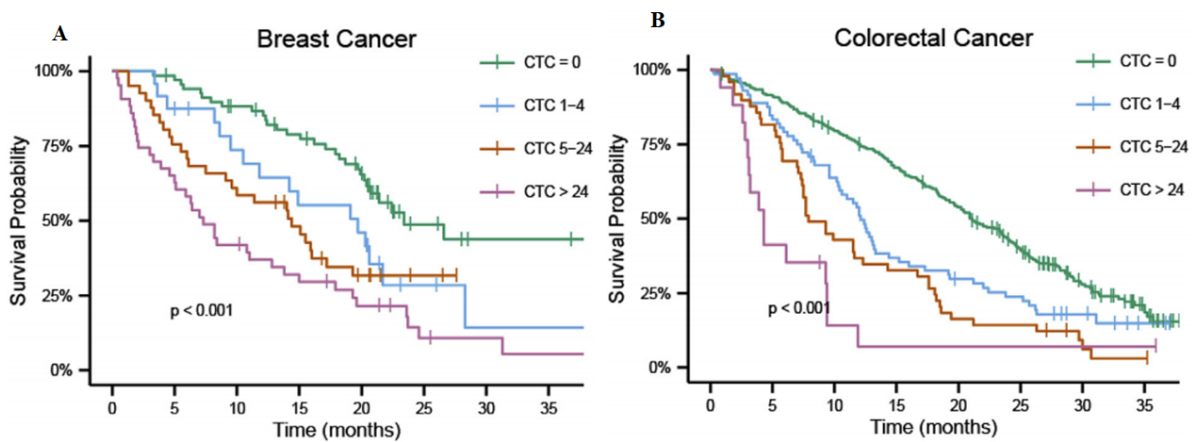 A
Breast Cancer
CTC = 0
CTC 1–4
CTC 5–24
CTC > 24
100%
75%
50%
25%
0%
Survival Probability
p < 0.001
0 5 10 15 20 25 30 35
Time (months)
B
Colorectal Cancer
CTC = 0
CTC 1–4
CTC 5–24
CTC > 24
100%
75%
50%
25%
0%
Survival Probability
p < 0.001
0 5 10 15 20 25 30 35
Time (months)